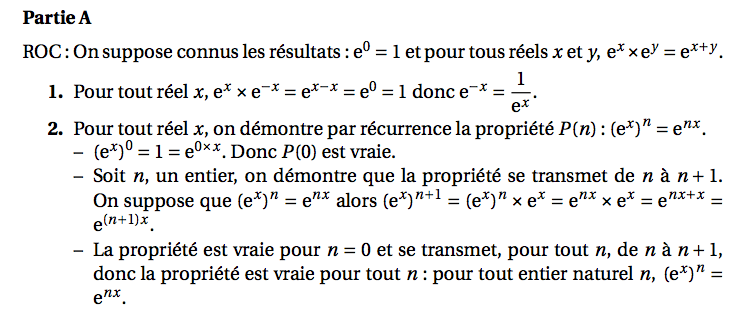 Partie A
ROC : On suppose connus les résultats : e⁰ = 1 et pour tous réels x et y, eˣ × eʸ = eˣ⁺ʸ.
1. Pour tout réel x, eˣ × e⁻ˣ = eˣ⁻ˣ = e⁰ = 1 donc e⁻ˣ = 1/eˣ.
2. Pour tout réel x, on démontre par récurrence la propriété P(n) : (eˣ)ⁿ = eⁿˣ.
– (eˣ)⁰ = 1 = e⁰ˣˣ. Donc P(0) est vraie.
– Soit n, un entier, on démontre que la propriété se transmet de n à n + 1.
On suppose que (eˣ)ⁿ = eⁿˣ alors (eˣ)ⁿ⁺¹ = (eˣ)ⁿ × eˣ = eⁿˣ × eˣ = eⁿˣ⁺ˣ =
e⁽ⁿ⁺¹⁾ˣ.
– La propriété est vraie pour n = 0 et se transmet, pour tout n, de n à n + 1,
donc la propriété est vraie pour tout n : pour tout entier naturel n, (eˣ)ⁿ =
eⁿˣ.